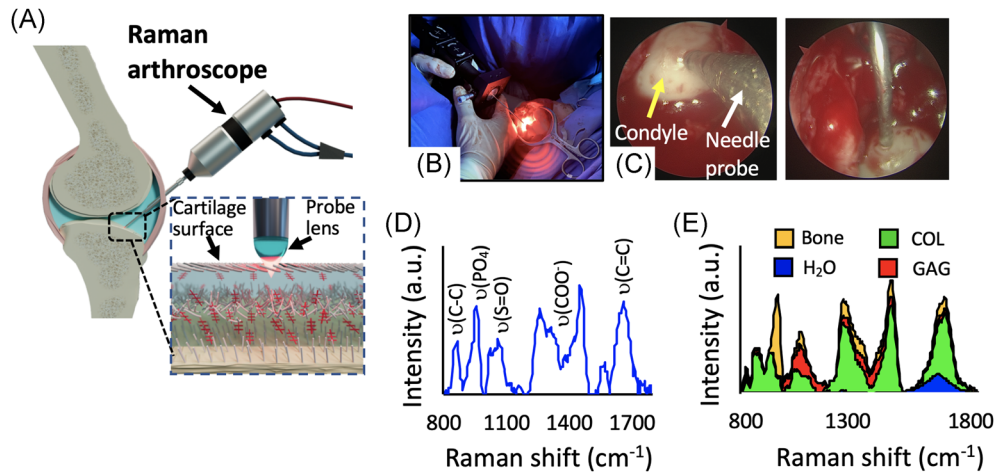 (A)
Raman
arthroscope
Cartilage
surface
Probe
lens
(B)
(C)
Condyle
Needle
probe
(D)
Intensity (a.u.)
υ(C-C)
υ(PO4)
υ(S=O)
υ(COO⁻)
υ(C=C)
800 1100 1400 1700
Raman shift (cm⁻¹)
(E)
Bone COL
H₂O GAG
Intensity (a.u.)
800 1300 1800
Raman shift (cm⁻¹)